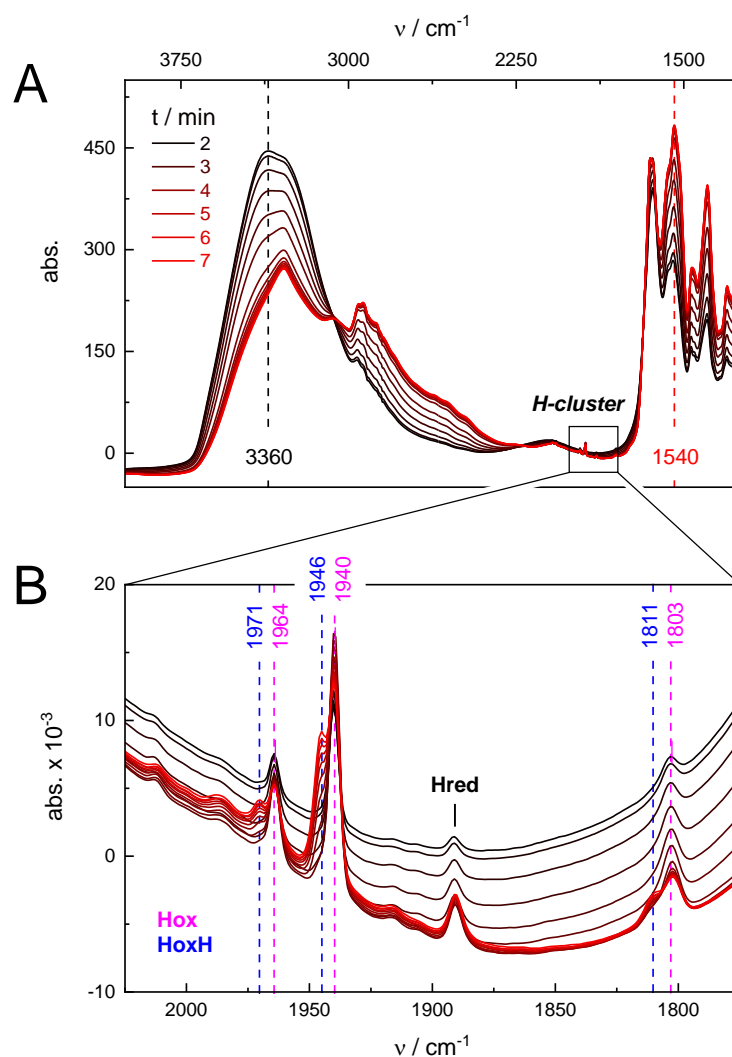 ν / cm⁻¹
3750 3000 2250 1500
A
t / min
2
3
4
5
6
7
450
300
150
0
abs.
H-cluster
3360
1540
B
20
10
0
-10
abs. x 10⁻³
1971
1964
1946
1940
1811
1803
Hred
Hox
HoxH
2000 1950 1900 1850 1800
ν / cm⁻¹